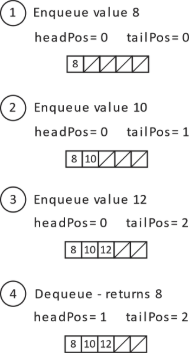 1 Enqueue value 8
headPos= 0 tailPos= 0
8
2 Enqueue value 10
headPos= 0 tailPos= 1
8 10
3 Enqueue value 12
headPos= 0 tailPos= 2
8 10 12
4 Dequeue - returns 8
headPos= 1 tailPos= 2
8 10 12